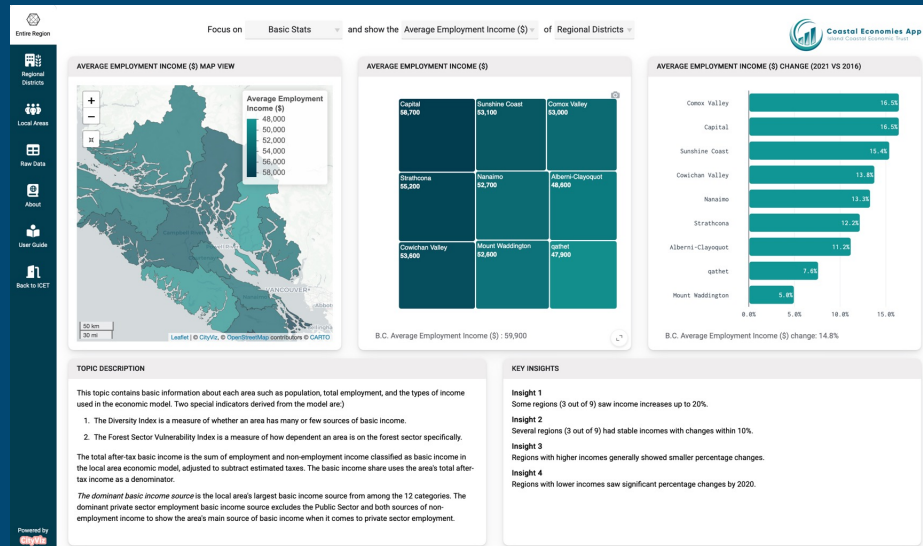 Entire Region
Focus on Basic Stats and show the Average Employment Income ($) of Regional Districts
Coastal Economies App
Island Coastal Economic Trust
Regional
Districts
Local Areas
Raw Data
About
User Guide
Back to ICET
Powered by
CityViz
AVERAGE EMPLOYMENT INCOME ($) MAP VIEW
+
−
Average Employment
Income ($)
48,000
50,000
52,000
54,000
56,000
58,000
VANCOUVER
50 km
30 mi
Leaflet | © CityViz, © OpenStreetMap contributors © CARTO
AVERAGE EMPLOYMENT INCOME ($)
Capital
58,700
Sunshine Coast
53,100
Comox Valley
53,000
Strathcona
55,200
Nanaimo
52,700
Alberni-Clayoquot
48,600
Cowichan Valley
53,600
Mount Waddington
52,600
qathet
47,900
B.C. Average Employment Income ($) : 59,900
AVERAGE EMPLOYMENT INCOME ($) CHANGE (2021 VS 2016)
Comox Valley 16.5%
Capital 16.5%
Sunshine Coast 15.4%
Cowichan Valley 13.8%
Nanaimo 13.3%
Strathcona 12.2%
Alberni-Clayoquot 11.2%
qathet 7.6%
Mount Waddington 5.0%
0.0% 5.0% 10.0% 15.0%
B.C. Average Employment Income ($) change: 14.8%
TOPIC DESCRIPTION
This topic contains basic information about each area such as population, total employment, and the types of income
used in the economic model. Two special indicators derived from the model are:)
1. The Diversity Index is a measure of whether an area has many or few sources of basic income.
2. The Forest Sector Vulnerability Index is a measure of how dependent an area is on the forest sector specifically.
The total after-tax basic income is the sum of employment and non-employment income classified as basic income in
the local area economic model, adjusted to subtract estimated taxes. The basic income share uses the area's total after-
tax income as a denominator.
The dominant basic income source is the local area's largest basic income source from among the 12 categories. The
dominant private sector employment basic income source excludes the Public Sector and both sources of non-
employment income to show the area's main source of basic income when it comes to private sector employment.
KEY INSIGHTS
Insight 1
Some regions (3 out of 9) saw income increases up to 20%.
Insight 2
Several regions (3 out of 9) had stable incomes with changes within 10%.
Insight 3
Regions with higher incomes generally showed smaller percentage changes.
Insight 4
Regions with lower incomes saw significant percentage changes by 2020.